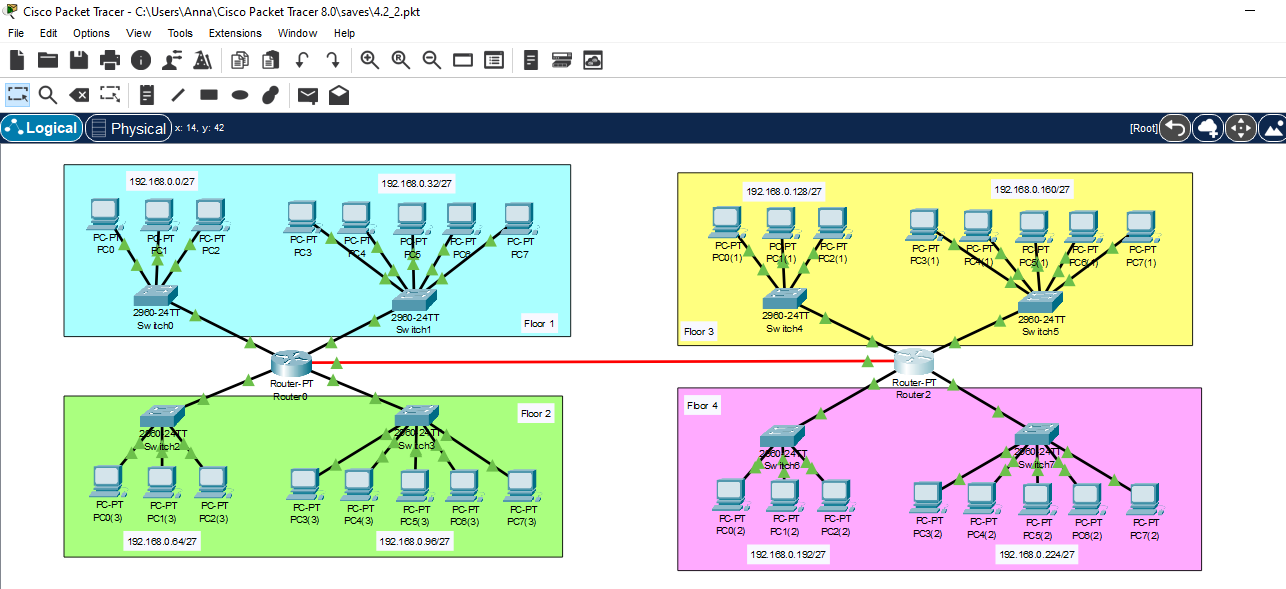 Cisco Packet Tracer - C:\Users\Anna\Cisco Packet Tracer 8.0\saves\4.2_2.pkt
File Edit Options View Tools Extensions Window Help
Logical Physical x: 14, y: 42 [Root]
192.168.0.0/27
192.168.0.32/27
PC-PT
PC0
PC-PT
PC1
PC-PT
PC2
PC-PT
PC3
PC-PT
PC4
PC-PT
PC5
PC-PT
PC6
PC-PT
PC7
2960-24TT
Switch0
2960-24TT
Switch1
Floor 1
192.168.0.128/27
192.168.0.160/27
PC-PT
PC0(1)
PC-PT
PC1(1)
PC-PT
PC2(1)
PC-PT
PC3(1)
PC-PT
PC4(1)
PC-PT
PC5(1)
PC-PT
PC6(1)
PC-PT
PC7(1)
2960-24TT
Switch4
2960-24TT
Switch5
Floor 3
Router-PT
Router0
Router-PT
Router2
Floor 2
2960-24TT
Switch2
2960-24TT
Switch3
PC-PT
PC0(3)
PC-PT
PC1(3)
PC-PT
PC2(3)
PC-PT
PC3(3)
PC-PT
PC4(3)
PC-PT
PC5(3)
PC-PT
PC6(3)
PC-PT
PC7(3)
192.168.0.64/27
192.168.0.96/27
Floor 4
2960-24TT
Switch6
2960-24TT
Switch7
PC-PT
PC0(2)
PC-PT
PC1(2)
PC-PT
PC2(2)
PC-PT
PC3(2)
PC-PT
PC4(2)
PC-PT
PC5(2)
PC-PT
PC6(2)
PC-PT
PC7(2)
192.168.0.192/27
192.168.0.224/27